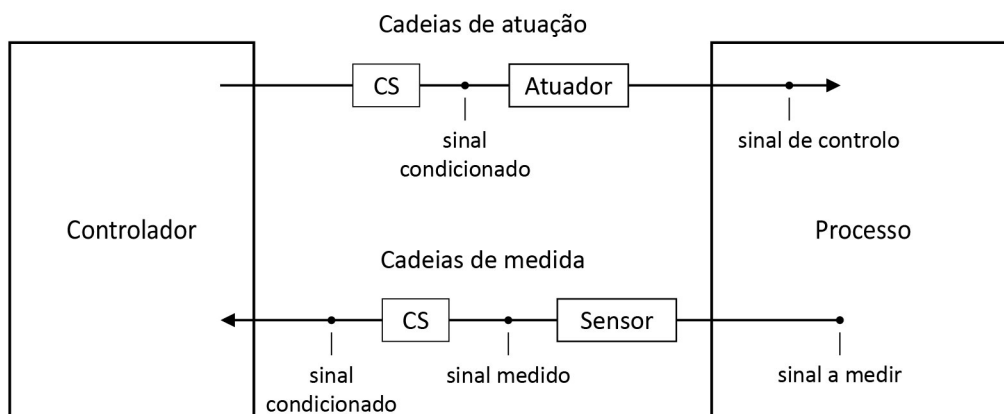 Cadeias de atuação
CS
Atuador
sinal
condicionado
sinal de controlo
Controlador
Processo
Cadeias de medida
CS
Sensor
sinal
condicionado
sinal medido
sinal a medir